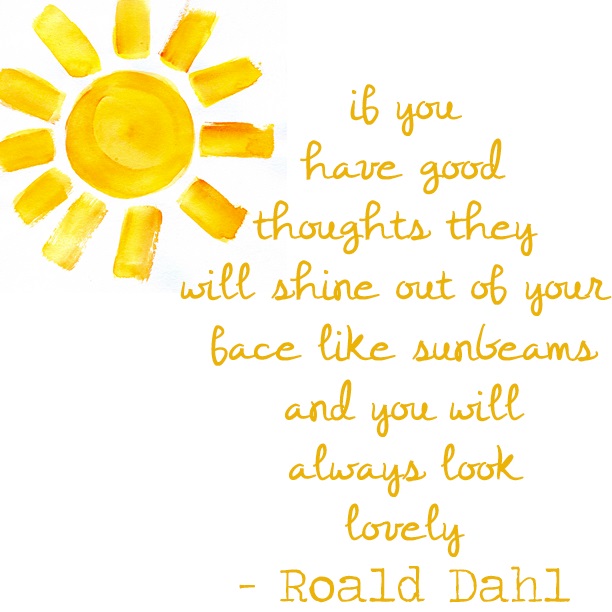 if you
have good
thoughts they
will shine out of your
face like sunbeams
and you will
always look
lovely
- Roald Dahl